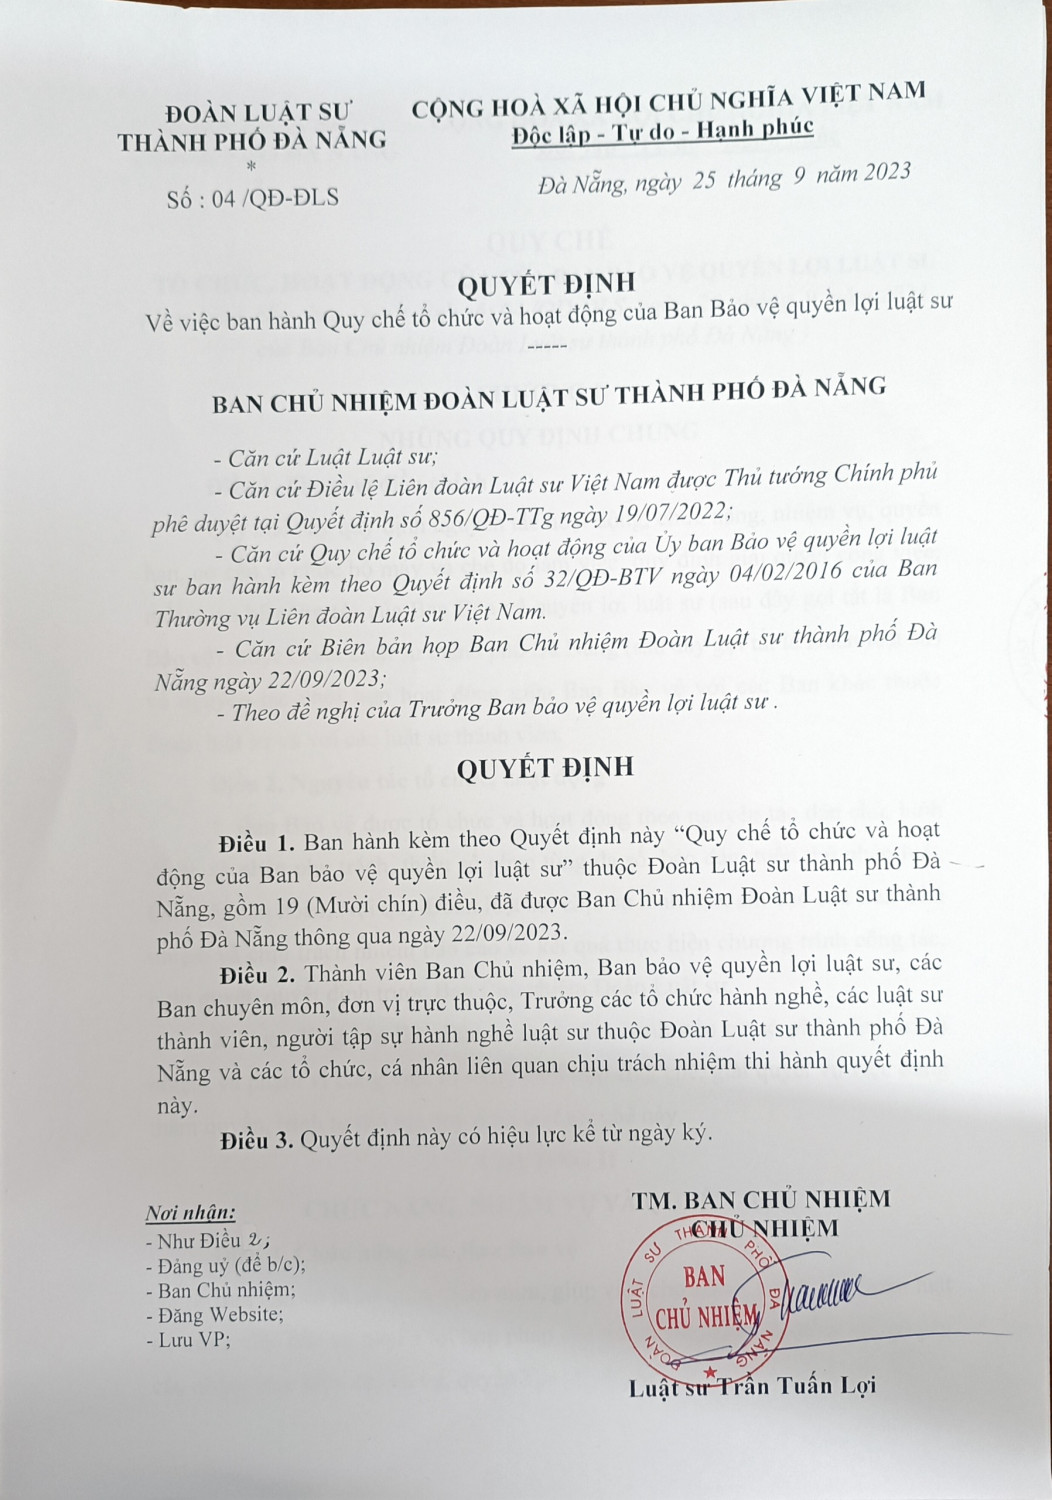 ĐOÀN LUẬT SƯ
THÀNH PHỐ ĐÀ NẴNG
*
Số : 04 /QĐ-ĐLS
CỘNG HOÀ XÃ HỘI CHỦ NGHĨA VIỆT NAM
Độc lập - Tự do - Hạnh phúc
Đà Nẵng, ngày 25 tháng 9 năm 2023
QUYẾT ĐỊNH
Về việc ban hành Quy chế tổ chức và hoạt động của Ban Bảo vệ quyền lợi luật sư
-----
BAN CHỦ NHIỆM ĐOÀN LUẬT SƯ THÀNH PHỐ ĐÀ NẴNG
- Căn cứ Luật Luật sư;
- Căn cứ Điều lệ Liên đoàn Luật sư Việt Nam được Thủ tướng Chính phủ
phê duyệt tại Quyết định số 856/QĐ-TTg ngày 19/07/2022;
- Căn cứ Quy chế tổ chức và hoạt động của Ủy ban Bảo vệ quyền lợi luật
sư ban hành kèm theo Quyết định số 32/QĐ-BTV ngày 04/02/2016 của Ban
Thường vụ Liên đoàn Luật sư Việt Nam.
- Căn cứ Biên bản họp Ban Chủ nhiệm Đoàn Luật sư thành phố Đà
Nẵng ngày 22/09/2023;
- Theo đề nghị của Trưởng Ban bảo vệ quyền lợi luật sư .
QUYẾT ĐỊNH
Điều 1. Ban hành kèm theo Quyết định này “Quy chế tổ chức và hoạt
động của Ban bảo vệ quyền lợi luật sư” thuộc Đoàn Luật sư thành phố Đà
Nẵng, gồm 19 (Mười chín) điều, đã được Ban Chủ nhiệm Đoàn Luật sư thành
phố Đà Nẵng thông qua ngày 22/09/2023.
Điều 2. Thành viên Ban Chủ nhiệm, Ban bảo vệ quyền lợi luật sư, các
Ban chuyên môn, đơn vị trực thuộc, Trưởng các tổ chức hành nghề, các luật sư
thành viên, người tập sự hành nghề luật sư thuộc Đoàn Luật sư thành phố Đà
Nẵng và các tổ chức, cá nhân liên quan chịu trách nhiệm thi hành quyết định
này.
Điều 3. Quyết định này có hiệu lực kể từ ngày ký.
Nơi nhận:
- Như Điều 2;
- Đảng uỷ (để b/c);
- Ban Chủ nhiệm;
- Đăng Website;
- Lưu VP;
TM. BAN CHỦ NHIỆM
CHỦ NHIỆM
ĐOÀN LUẬT SƯ THÀNH PHỐ ĐÀ NẴNG
BAN
CHỦ NHIỆM
Luật sư Trần Tuấn Lợi